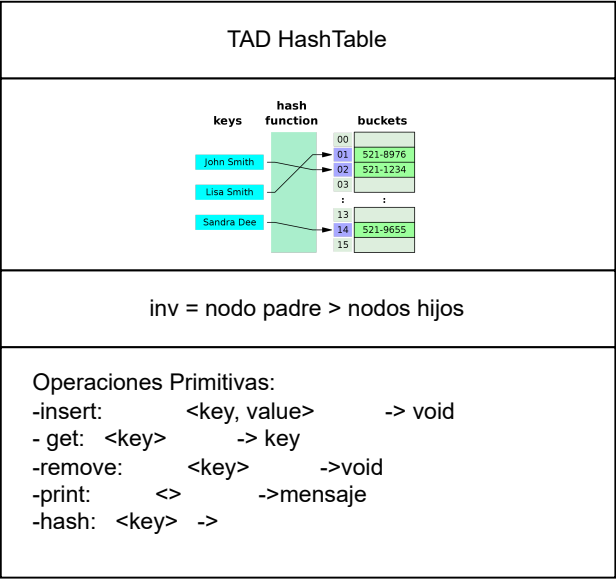 TAD HashTable
hash
keys function buckets
00
John Smith 01 521-8976
02 521-1234
Lisa Smith 03
: :
13
Sandra Dee 14 521-9655
15
inv = nodo padre > nodos hijos
Operaciones Primitivas:
-insert: <key, value> -> void
- get: <key> -> key
-remove: <key> ->void
-print: <> ->mensaje
-hash: <key> ->